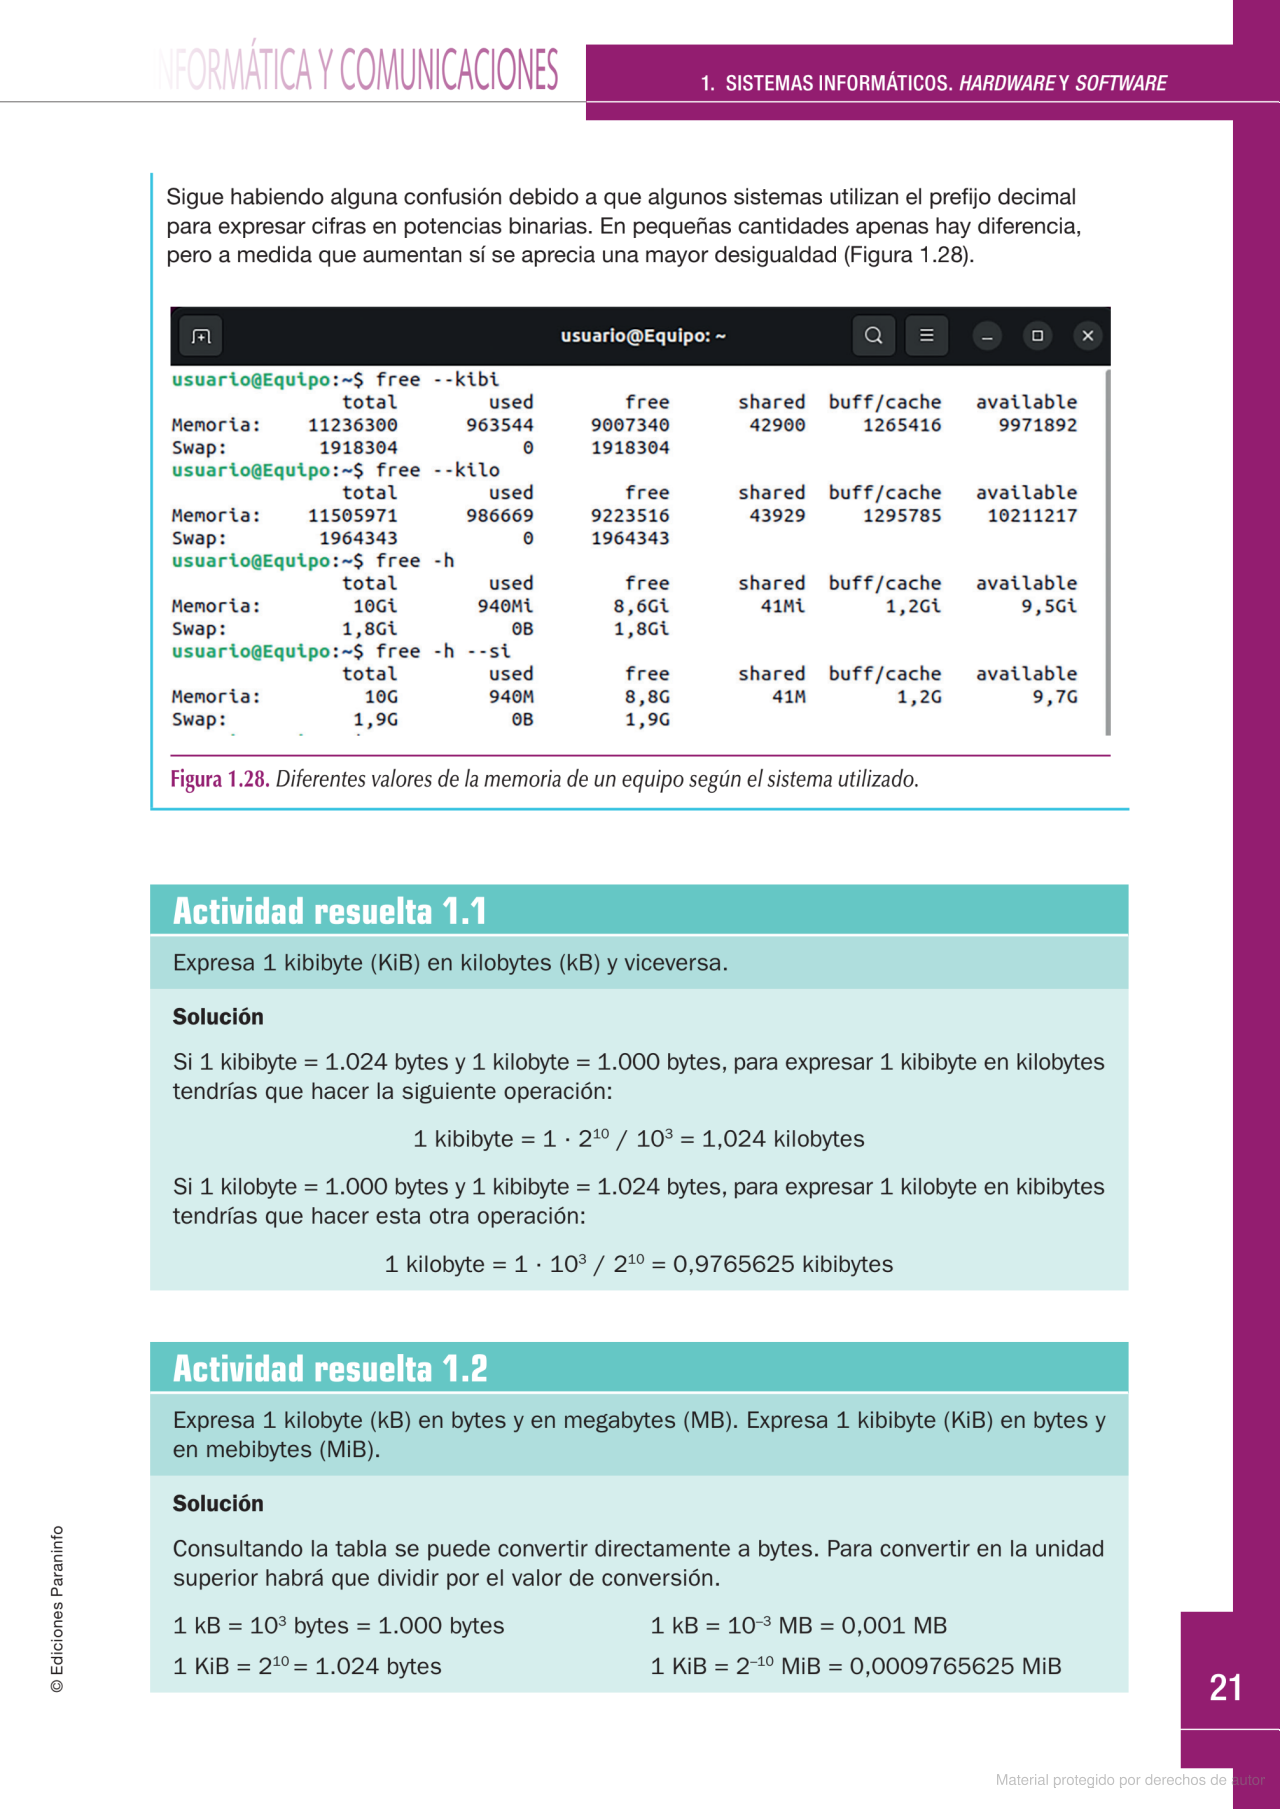 INFORMÁTICA Y COMUNICACIONES
1. SISTEMAS INFORMÁTICOS. HARDWARE Y SOFTWARE
Sigue habiendo alguna confusión debido a que algunos sistemas utilizan el prefijo decimal
para expresar cifras en potencias binarias. En pequeñas cantidades apenas hay diferencia,
pero a medida que aumentan sí se aprecia una mayor desigualdad (Figura 1.28).
usuario@Equipo: ~
usuario@Equipo:~$ free --kibi
total used free shared buff/cache available
Memoria: 11236300 963544 9007340 42900 1265416 9971892
Swap: 1918304 0 1918304
usuario@Equipo:~$ free --kilo
total used free shared buff/cache available
Memoria: 11505971 986669 9223516 43929 1295785 10211217
Swap: 1964343 0 1964343
usuario@Equipo:~$ free -h
total used free shared buff/cache available
Memoria: 10Gi 940Mi 8,6Gi 41Mi 1,2Gi 9,5Gi
Swap: 1,8Gi 0B 1,8Gi
usuario@Equipo:~$ free -h --si
total used free shared buff/cache available
Memoria: 10G 940M 8,8G 41M 1,2G 9,7G
Swap: 1,9G 0B 1,9G
Figura 1.28. Diferentes valores de la memoria de un equipo según el sistema utilizado.
Actividad resuelta 1.1
Expresa 1 kibibyte (KiB) en kilobytes (kB) y viceversa.
Solución
Si 1 kibibyte = 1.024 bytes y 1 kilobyte = 1.000 bytes, para expresar 1 kibibyte en kilobytes
tendrías que hacer la siguiente operación:
1 kibibyte = 1 · 2¹⁰ / 10³ = 1,024 kilobytes
Si 1 kilobyte = 1.000 bytes y 1 kibibyte = 1.024 bytes, para expresar 1 kilobyte en kibibytes
tendrías que hacer esta otra operación:
1 kilobyte = 1 · 10³ / 2¹⁰ = 0,9765625 kibibytes
Actividad resuelta 1.2
Expresa 1 kilobyte (kB) en bytes y en megabytes (MB). Expresa 1 kibibyte (KiB) en bytes y
en mebibytes (MiB).
Solución
Consultando la tabla se puede convertir directamente a bytes. Para convertir en la unidad
superior habrá que dividir por el valor de conversión.
1 kB = 10³ bytes = 1.000 bytes 1 kB = 10⁻³ MB = 0,001 MB
1 KiB = 2¹⁰ = 1.024 bytes 1 KiB = 2⁻¹⁰ MiB = 0,0009765625 MiB
© Ediciones Paraninfo
21
Material protegido por derechos de autor